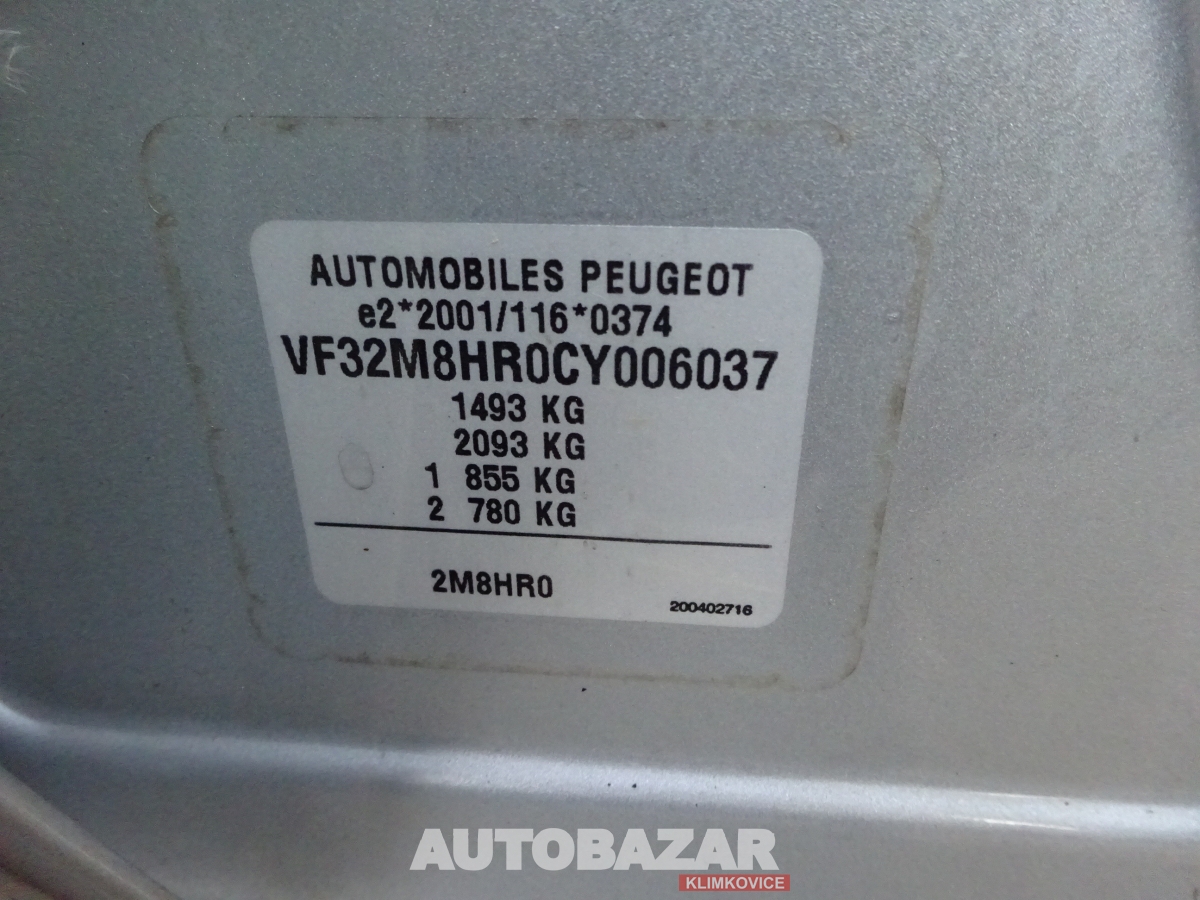 AUTOMOBILES PEUGEOT
e2*2001/116*0374
VF32M8HR0CY006037
1493 KG
2093 KG
1 855 KG
2 780 KG
2M8HR0
200402716
AUTOBAZAR
KLIMKOVICE